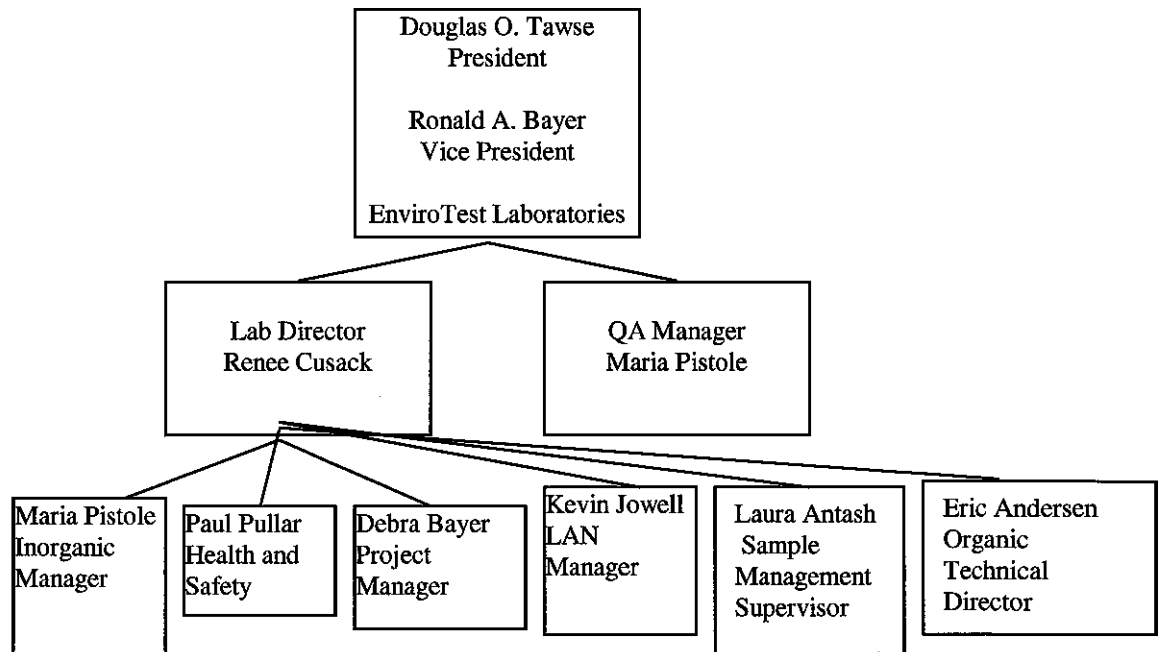 Douglas O. Tawse
President
Ronald A. Bayer
Vice President
EnviroTest Laboratories
Lab Director
Renee Cusack
QA Manager
Maria Pistole
Maria Pistole
Inorganic
Manager
Paul Pullar
Health and
Safety
Debra Bayer
Project
Manager
Kevin Jowell
LAN
Manager
Laura Antash
Sample
Management
Supervisor
Eric Andersen
Organic
Technical
Director